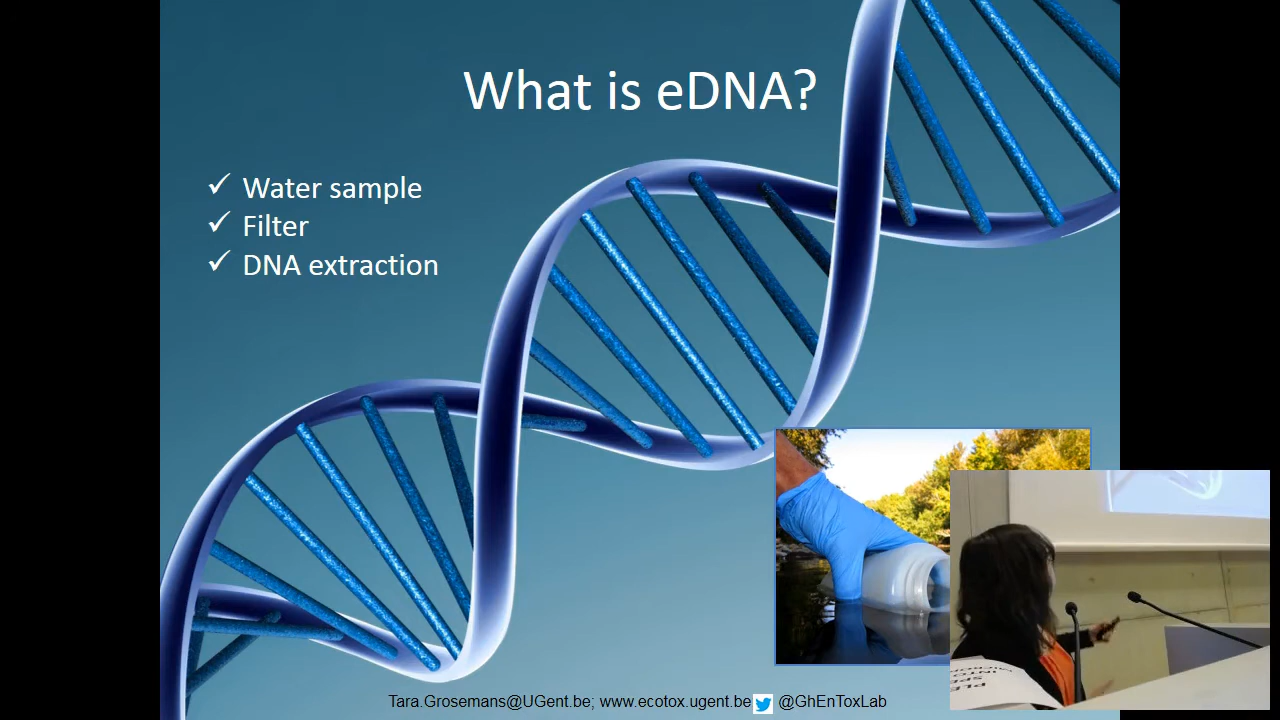 What is eDNA?
✓ Water sample
✓ Filter
✓ DNA extraction
Tara.Grosemans@UGent.be; www.ecotox.ugent.be @GhEnToxLab